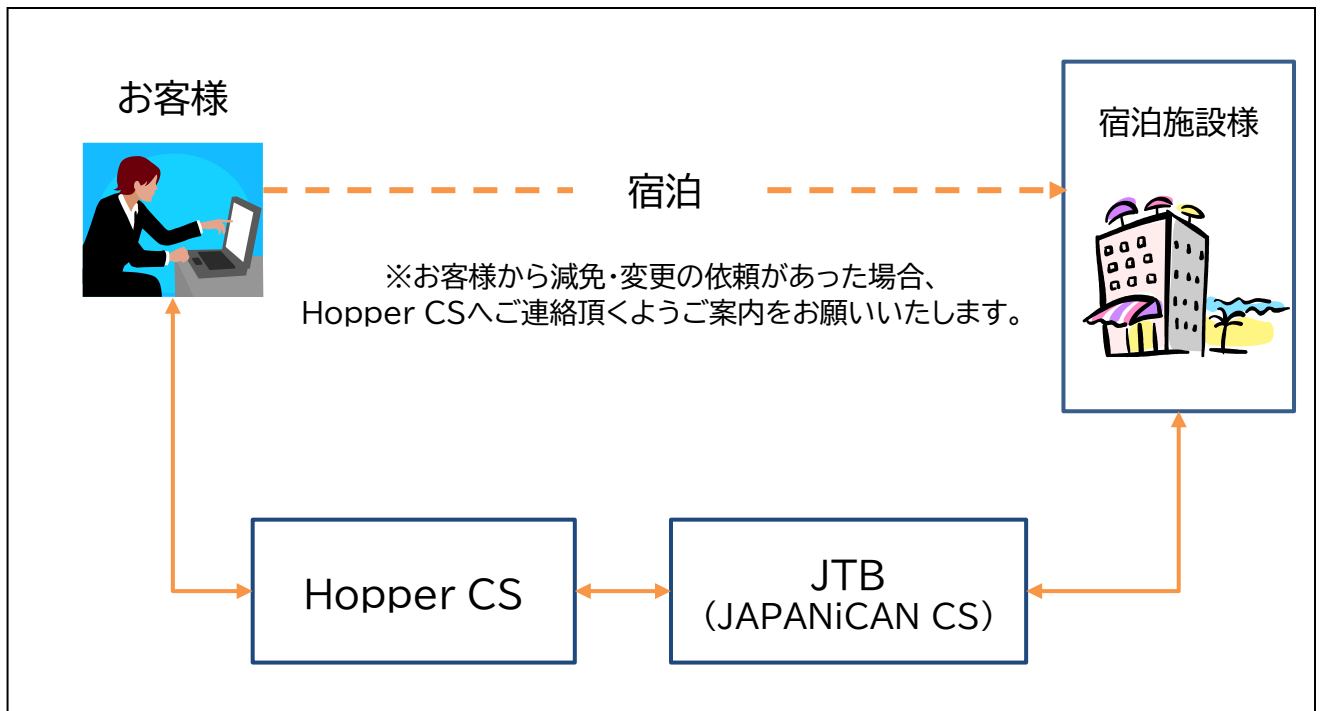 お客様
宿泊施設様
宿泊
※お客様から減免・変更の依頼があった場合、
Hopper CSへご連絡頂くようご案内をお願いいたします。
Hopper CS
JTB
（JAPANiCAN CS）